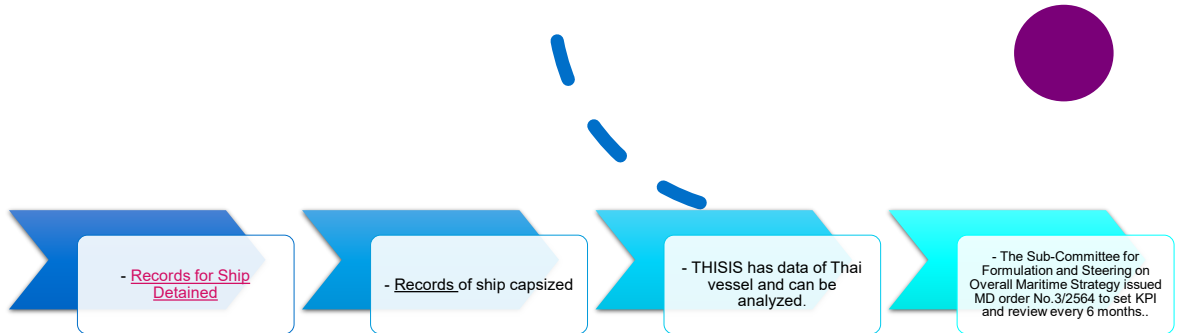 - Records for Ship
Detained
- Records of ship capsized
- THISIS has data of Thai
vessel and can be
analyzed.
- The Sub-Committee for
Formulation and Steering on
Overall Maritime Strategy issued
MD order No.3/2564 to set KPI
and review every 6 months..